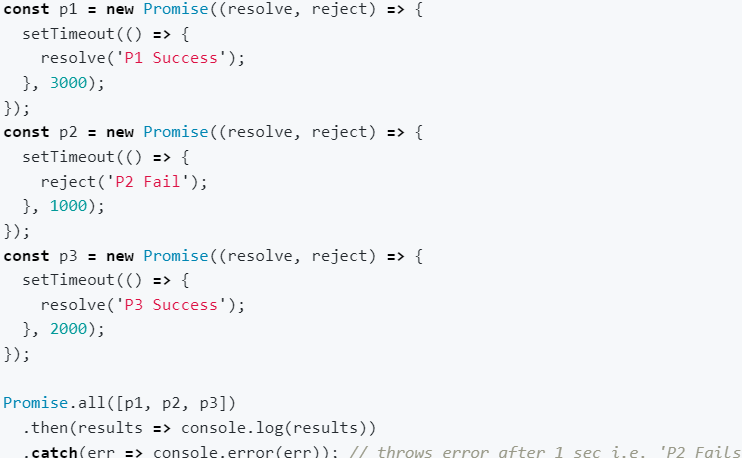 const p1 = new Promise((resolve, reject) => {
  setTimeout(() => {
    resolve('P1 Success');
  }, 3000);
});
const p2 = new Promise((resolve, reject) => {
  setTimeout(() => {
    reject('P2 Fail');
  }, 1000);
});
const p3 = new Promise((resolve, reject) => {
  setTimeout(() => {
    resolve('P3 Success');
  }, 2000);
});

Promise.all([p1, p2, p3])
  .then(results => console.log(results))
  .catch(err => console.error(err)); // throws error after 1 sec i.e. 'P2 Fails